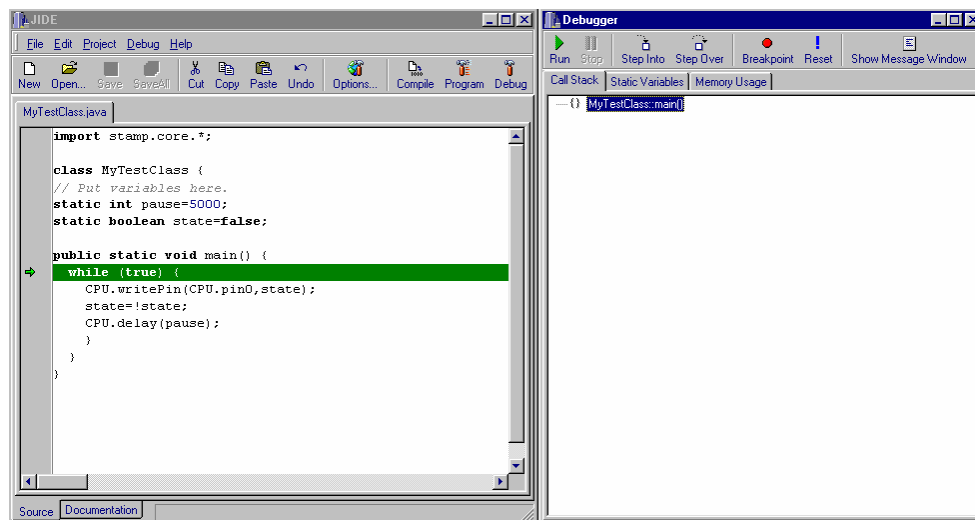 JIDE
File Edit Project Debug Help
New Open... Save SaveAll Cut Copy Paste Undo Options... Compile Program Debug
MyTestClass.java
import stamp.core.*;
class MyTestClass {
// Put variables here.
static int pause=5000;
static boolean state=false;
public static void main() {
while (true) {
CPU.writePin(CPU.pin0,state);
state=!state;
CPU.delay(pause);
}
}
}
Source Documentation
Debugger
Run Stop Step Into Step Over Breakpoint Reset Show Message Window
Call Stack Static Variables Memory Usage
{} MyTestClass::main()